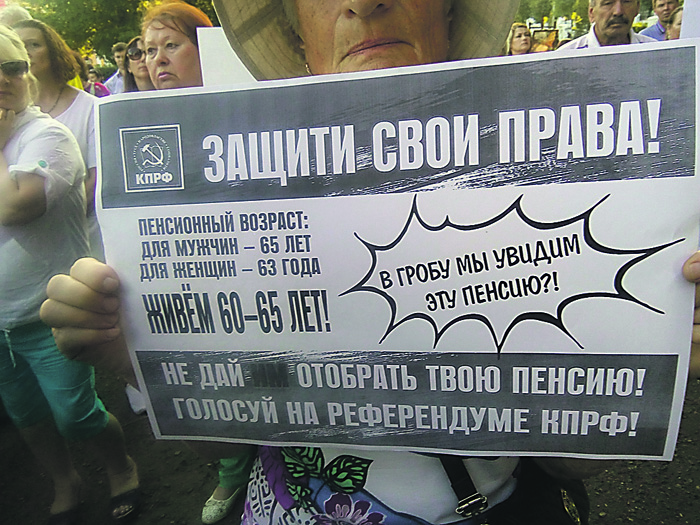 КПРФ
ЗАЩИТИ СВОИ ПРАВА!
ПЕНСИОННЫЙ ВОЗРАСТ:
ДЛЯ МУЖЧИН – 65 ЛЕТ
ДЛЯ ЖЕНЩИН – 63 ГОДА
ЖИВЁМ 60–65 ЛЕТ!
В ГРОБУ МЫ УВИДИМ
ЭТУ ПЕНСИЮ?!
НЕ ДАЙ ИМ ОТОБРАТЬ ТВОЮ ПЕНСИЮ!
ГОЛОСУЙ НА РЕФЕРЕНДУМЕ КПРФ!